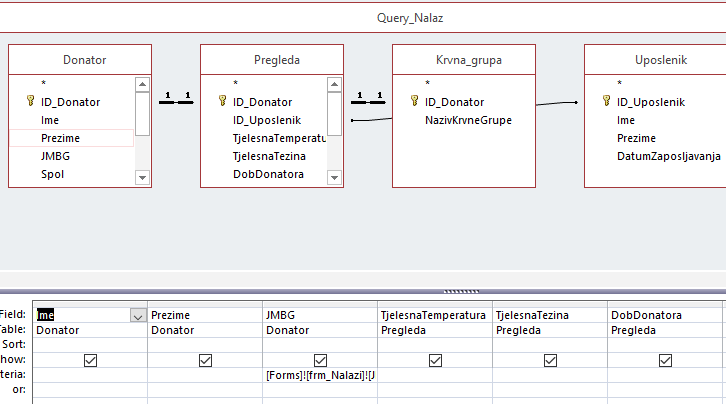 Query_Nalaz
Donator
*
ID_Donator
Ime
Prezime
JMBG
Spol
1 1
Pregleda
*
ID_Donator
ID_Uposlenik
TjelesnaTemperatu
TjelesnaTezina
DobDonatora
1 1
Krvna_grupa
*
ID_Donator
NazivKrvneGrupe
Uposlenik
*
ID_Uposlenik
Ime
Prezime
DatumZaposljavanja
Field: Ime Prezime JMBG TjelesnaTemperatura TjelesnaTezina DobDonatora
Table: Donator Donator Donator Pregleda Pregleda Pregleda
Sort:
how:
teria: [Forms]![frm_Nalazi]![J
or: